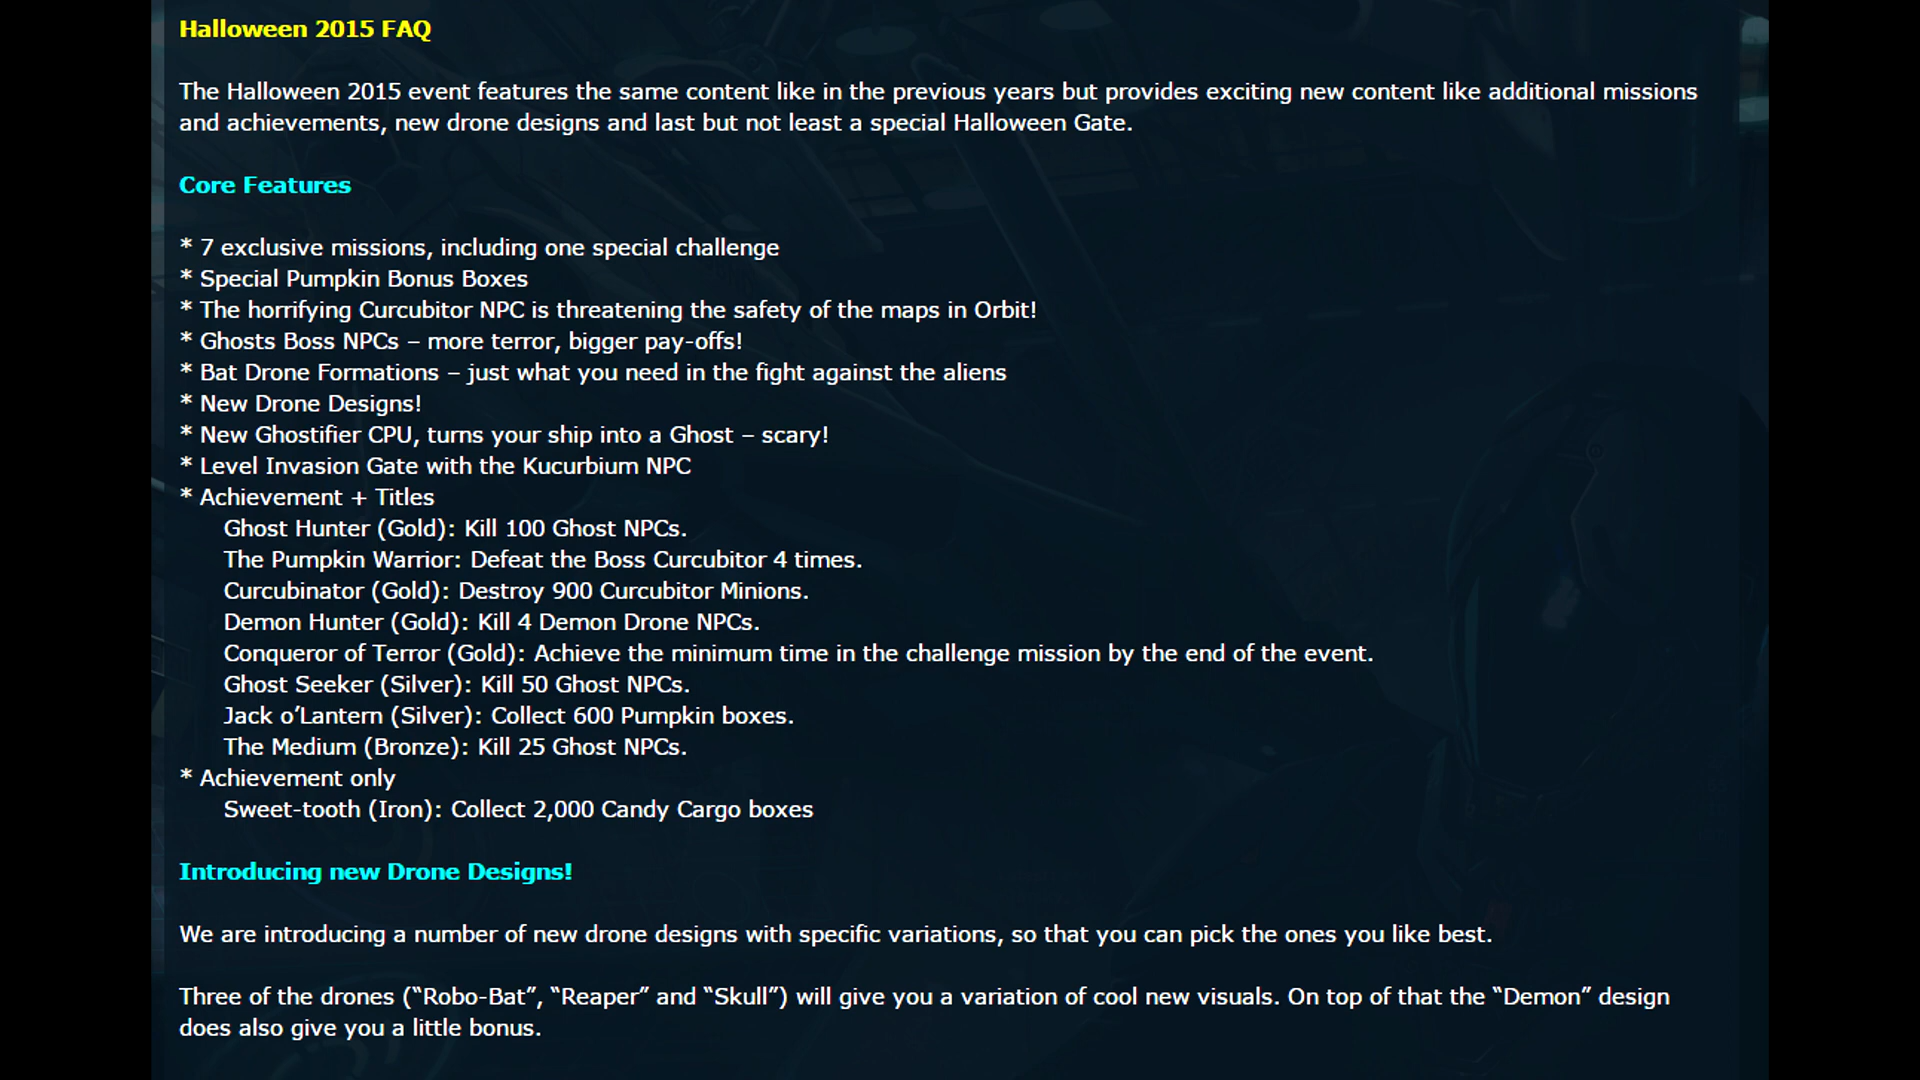 Halloween 2015 FAQ
The Halloween 2015 event features the same content like in the previous years but provides exciting new content like additional missions
and achievements, new drone designs and last but not least a special Halloween Gate.
Core Features
* 7 exclusive missions, including one special challenge
* Special Pumpkin Bonus Boxes
* The horrifying Curcubitor NPC is threatening the safety of the maps in Orbit!
* Ghosts Boss NPCs – more terror, bigger pay-offs!
* Bat Drone Formations – just what you need in the fight against the aliens
* New Drone Designs!
* New Ghostifier CPU, turns your ship into a Ghost – scary!
* Level Invasion Gate with the Kucurbium NPC
* Achievement + Titles
Ghost Hunter (Gold): Kill 100 Ghost NPCs.
The Pumpkin Warrior: Defeat the Boss Curcubitor 4 times.
Curcubinator (Gold): Destroy 900 Curcubitor Minions.
Demon Hunter (Gold): Kill 4 Demon Drone NPCs.
Conqueror of Terror (Gold): Achieve the minimum time in the challenge mission by the end of the event.
Ghost Seeker (Silver): Kill 50 Ghost NPCs.
Jack o’Lantern (Silver): Collect 600 Pumpkin boxes.
The Medium (Bronze): Kill 25 Ghost NPCs.
* Achievement only
Sweet-tooth (Iron): Collect 2,000 Candy Cargo boxes
Introducing new Drone Designs!
We are introducing a number of new drone designs with specific variations, so that you can pick the ones you like best.
Three of the drones (“Robo-Bat”, “Reaper” and “Skull”) will give you a variation of cool new visuals. On top of that the “Demon” design
does also give you a little bonus.